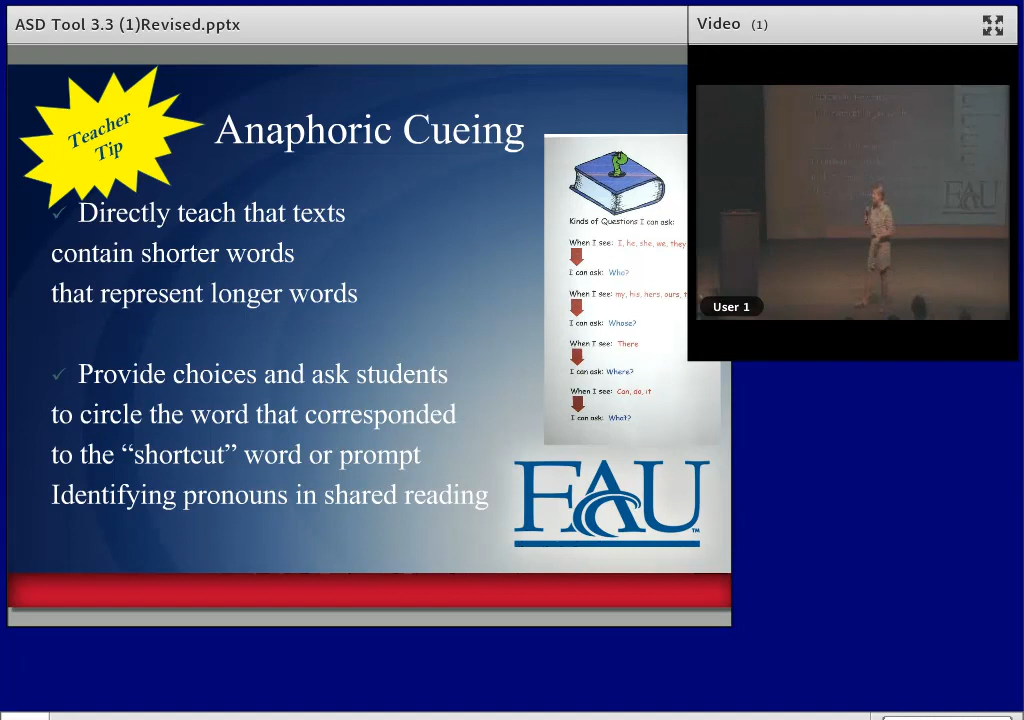 ASD Tool 3.3 (1)Revised.pptx
Video (1)
Teacher
Tip
Anaphoric Cueing
✓ Directly teach that texts
contain shorter words
that represent longer words
✓ Provide choices and ask students
to circle the word that corresponded
to the “shortcut” word or prompt
Identifying pronouns in shared reading
Kinds of Questions I can ask:
When I see: I, he, she, we, they
I can ask: Who?
When I see: my, his, hers, ours,
I can ask: Whose?
When I see: There
I can ask: Where?
When I see: Can, do, it
I can ask: What?
FAU
TM
FAU
User 1